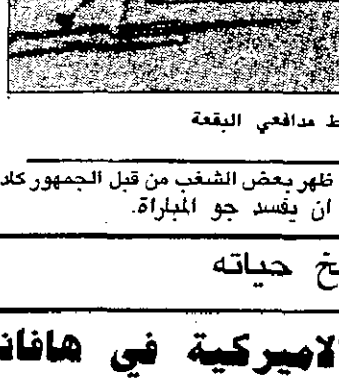 ط مدافعي البقعة
ظهر بعض الشغب من قبل الجمهور كاد
ان يفسد جو المباراة.
خ حياته
الاميركية في هافانا